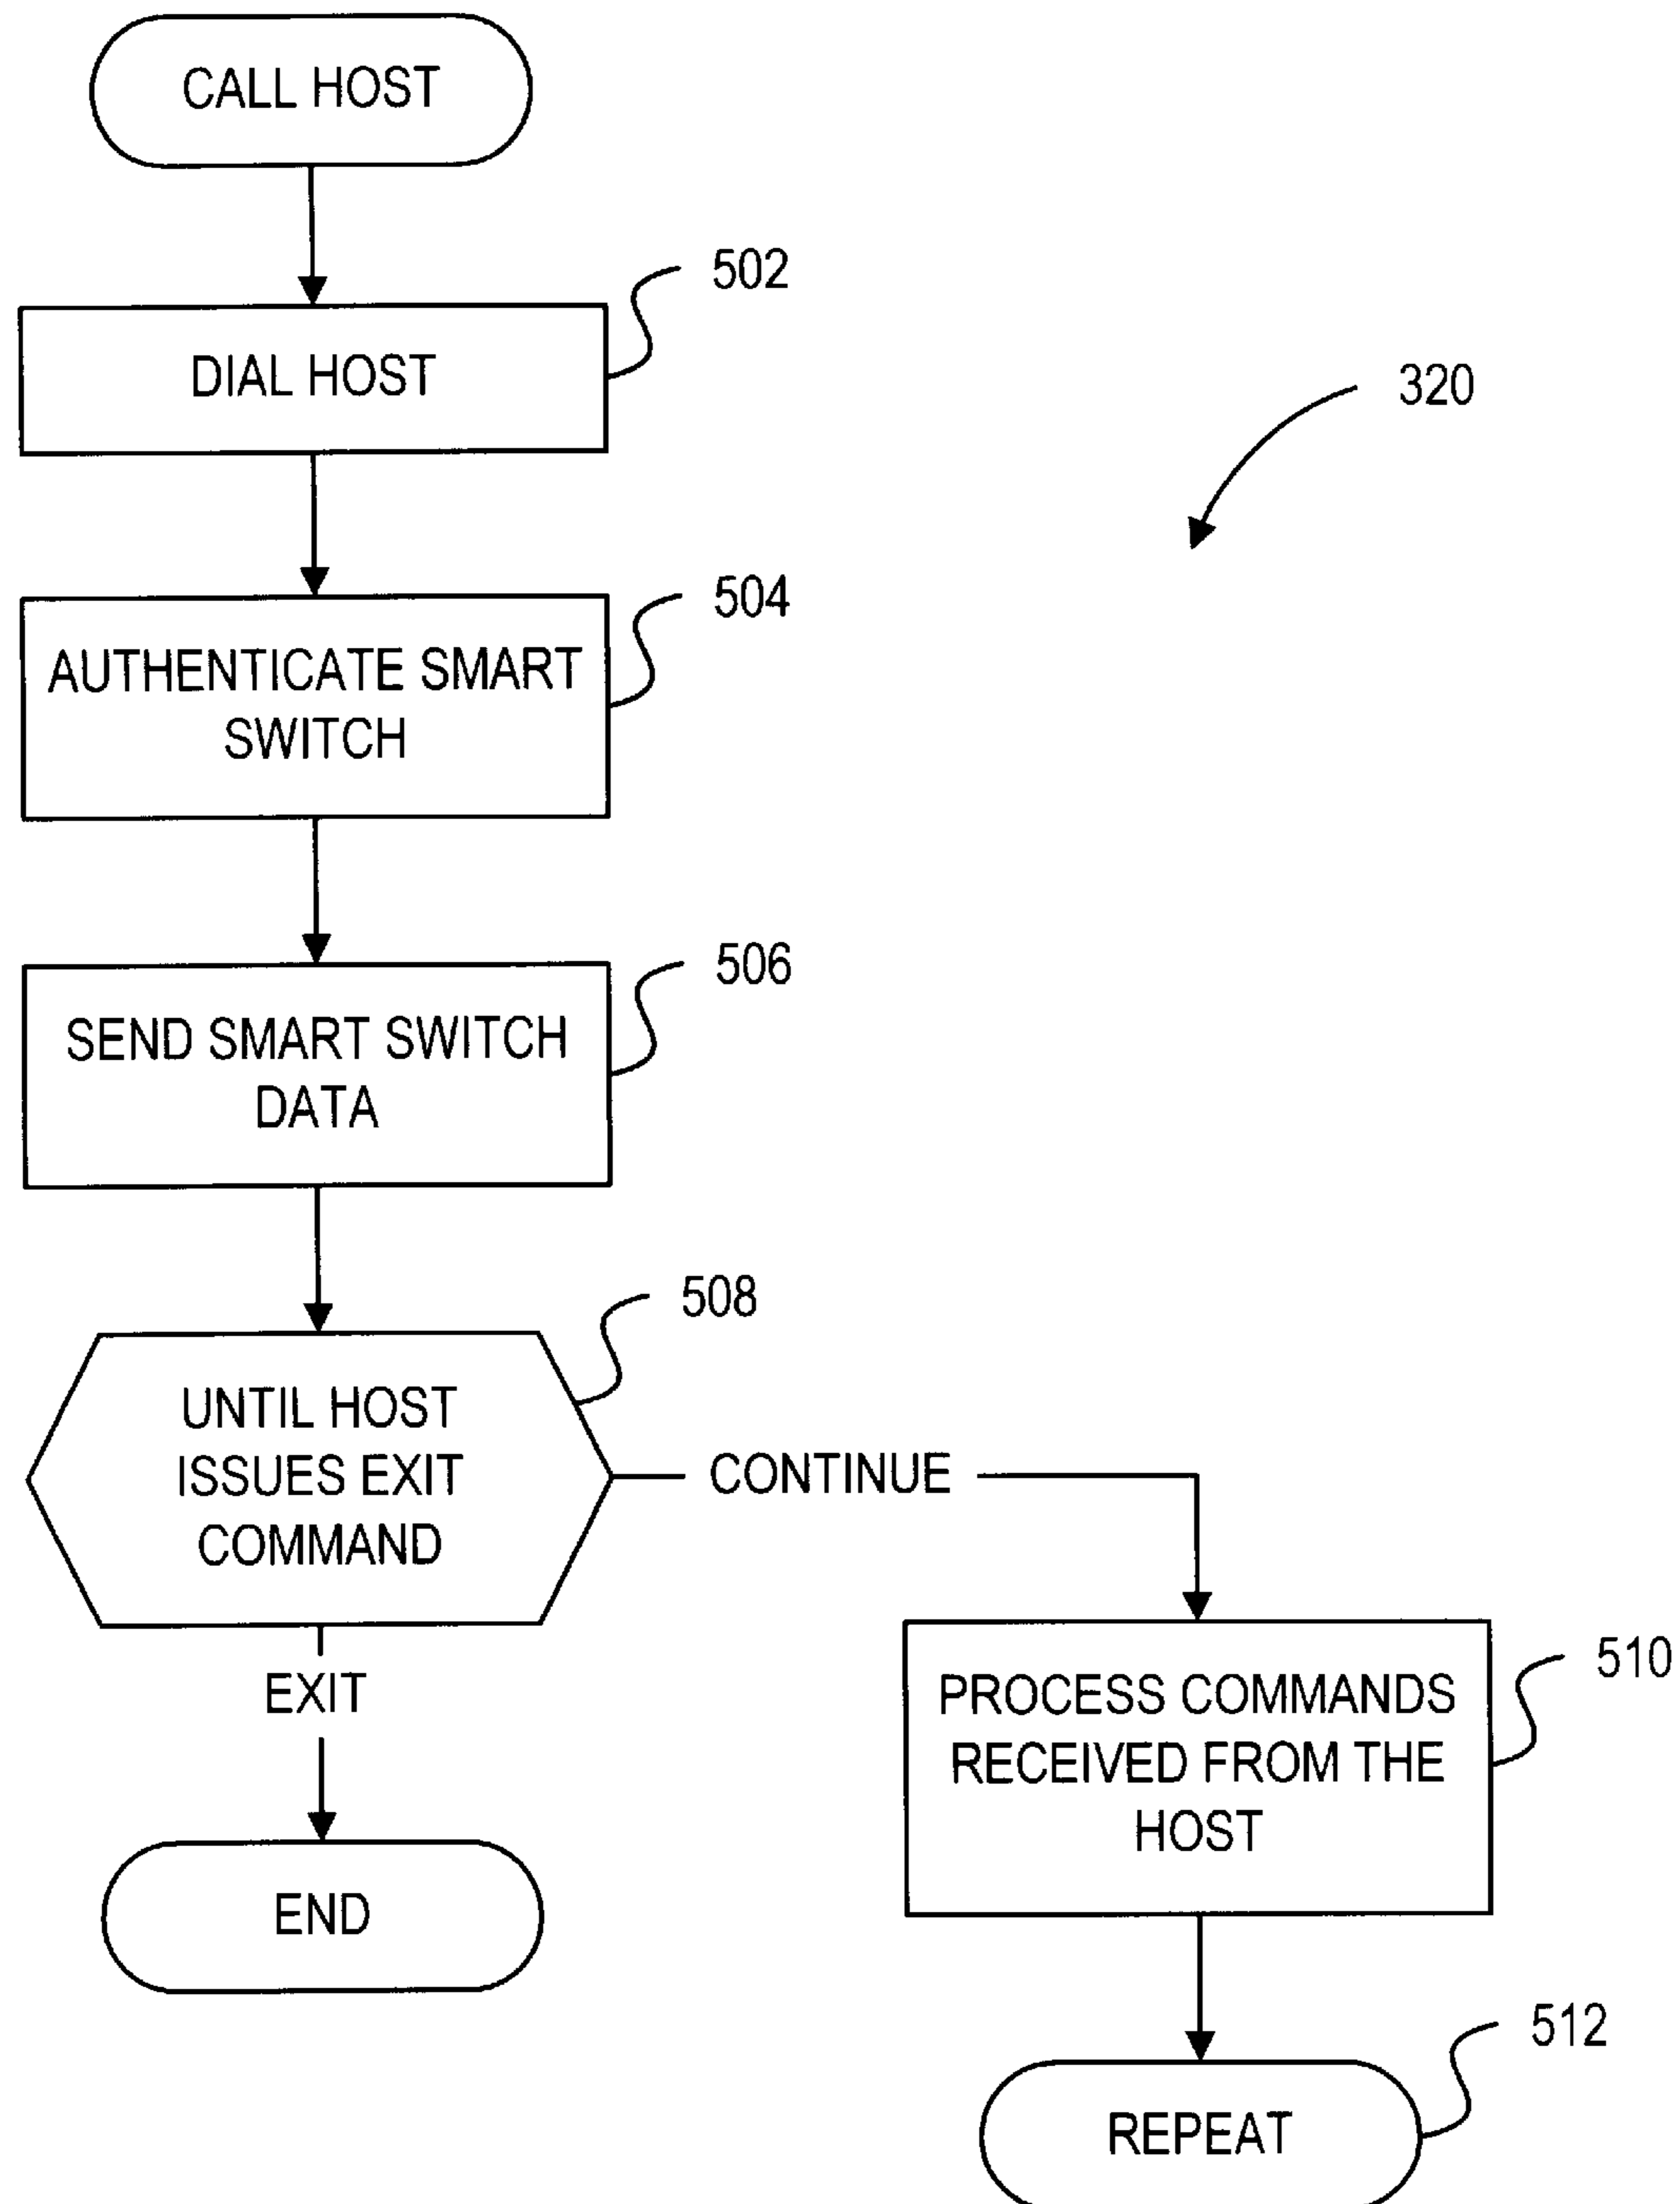 CALL HOST
502
DIAL HOST
320
504
AUTHENTICATE SMART
SWITCH
506
SEND SMART SWITCH
DATA
508
UNTIL HOST
ISSUES EXIT
COMMAND
CONTINUE
EXIT
510
PROCESS COMMANDS
RECEIVED FROM THE
HOST
END
512
REPEAT